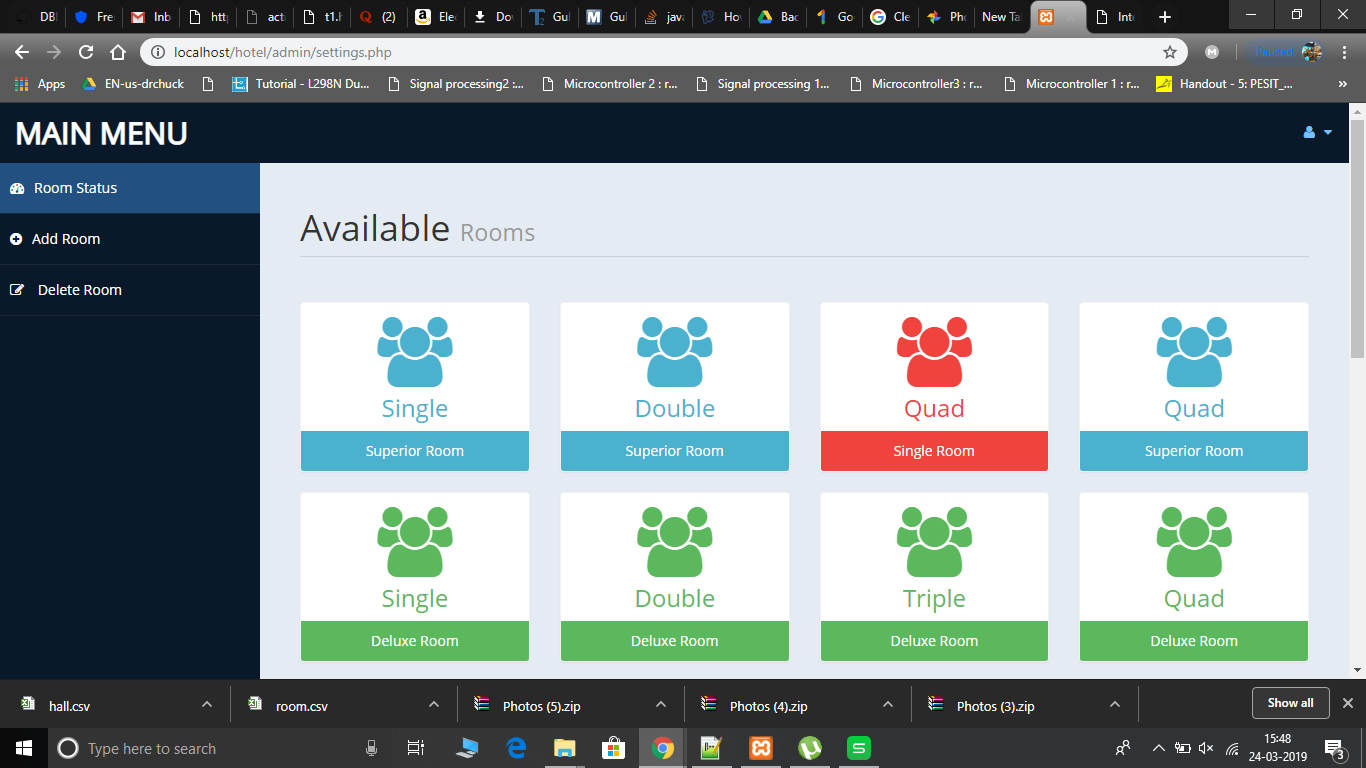 DBI
Fre
Inb
http
acti
t1.h
(2)
Ele
Do
Gul
Gul
java
Ho
Bac
Goo
Cle
Pho
New Ta
Inte
localhost/hotel/admin/settings.php
M
Paused
Apps
EN-us-drchuck
Tutorial - L298N Du...
Signal processing2 :...
Microcontroller 2 : r...
Signal processing 1...
Microcontroller3 : r...
Microcontroller 1 : r...
Handout - 5: PESIT_...
»
MAIN MENU
Room Status
Add Room
Delete Room
Available Rooms
Single
Superior Room
Double
Superior Room
Quad
Single Room
Quad
Superior Room
Single
Deluxe Room
Double
Deluxe Room
Triple
Deluxe Room
Quad
Deluxe Room
hall.csv
room.csv
Photos (5).zip
Photos (4).zip
Photos (3).zip
Show all
Type here to search
15:48
24-03-2019
3